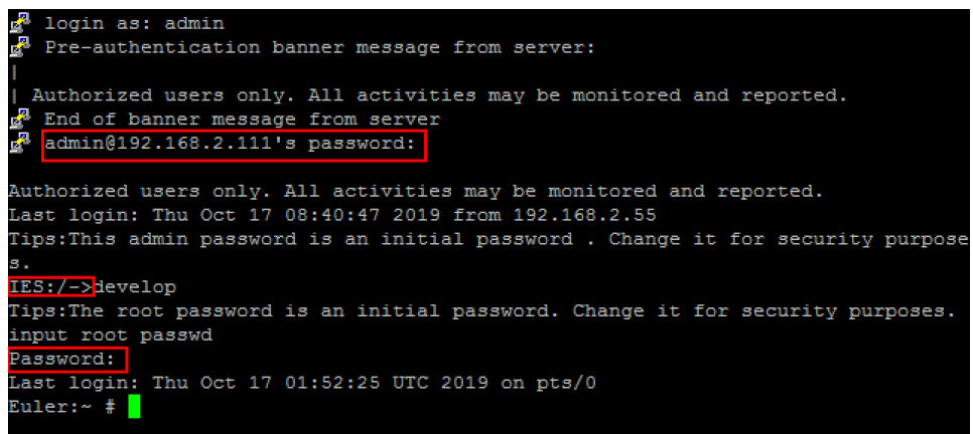 login as: admin
Pre-authentication banner message from server:
|
| Authorized users only. All activities may be monitored and reported.
End of banner message from server
admin@192.168.2.111's password:
Authorized users only. All activities may be monitored and reported.
Last login: Thu Oct 17 08:40:47 2019 from 192.168.2.55
Tips:This admin password is an initial password . Change it for security purpose
s.
IES:/->develop
Tips:The root password is an initial password. Change it for security purposes.
input root passwd
Password:
Last login: Thu Oct 17 01:52:25 UTC 2019 on pts/0
Euler:~ #